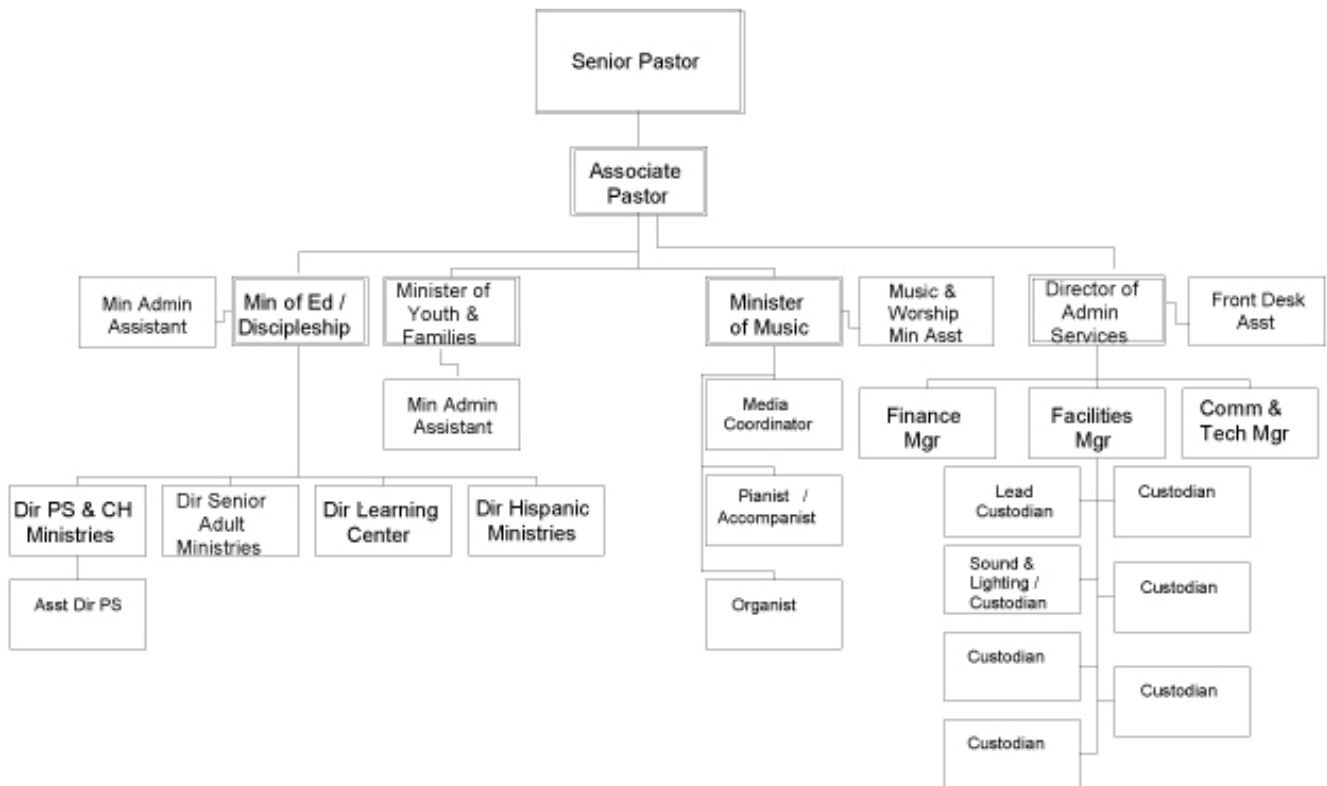 Senior Pastor
Associate
Pastor
Min Admin
Assistant
Min of Ed /
Discipleship
Minister of
Youth &
Families
Minister
of Music
Music &
Worship
Min Asst
Director of
Admin
Services
Front Desk
Asst
Min Admin
Assistant
Media
Coordinator
Finance
Mgr
Facilities
Mgr
Comm &
Tech Mgr
Dir PS & CH
Ministries
Dir Senior
Adult
Ministries
Dir Learning
Center
Dir Hispanic
Ministries
Pianist /
Accompanist
Lead
Custodian
Custodian
Asst Dir PS
Organist
Sound &
Lighting /
Custodian
Custodian
Custodian
Custodian
Custodian